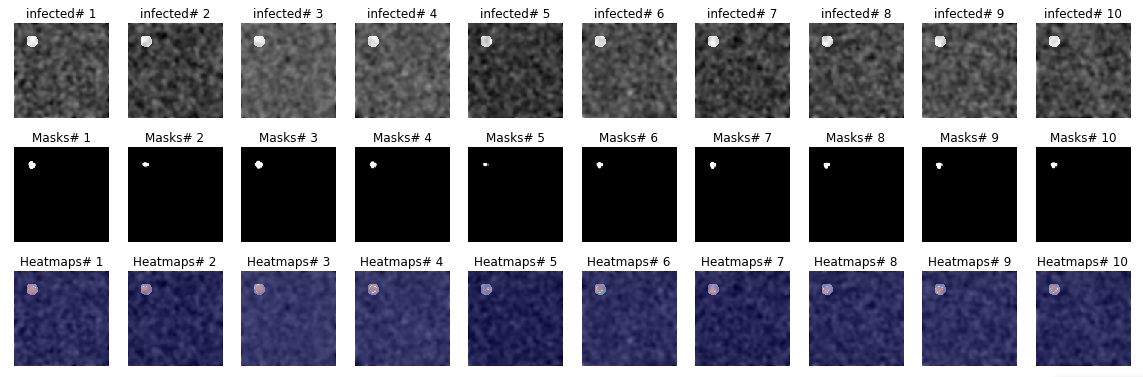 infected# 1 infected# 2 infected# 3 infected# 4 infected# 5 infected# 6 infected# 7 infected# 8 infected# 9 infected# 10
Masks# 1 Masks# 2 Masks# 3 Masks# 4 Masks# 5 Masks# 6 Masks# 7 Masks# 8 Masks# 9 Masks# 10
Heatmaps# 1 Heatmaps# 2 Heatmaps# 3 Heatmaps# 4 Heatmaps# 5 Heatmaps# 6 Heatmaps# 7 Heatmaps# 8 Heatmaps# 9 Heatmaps# 10